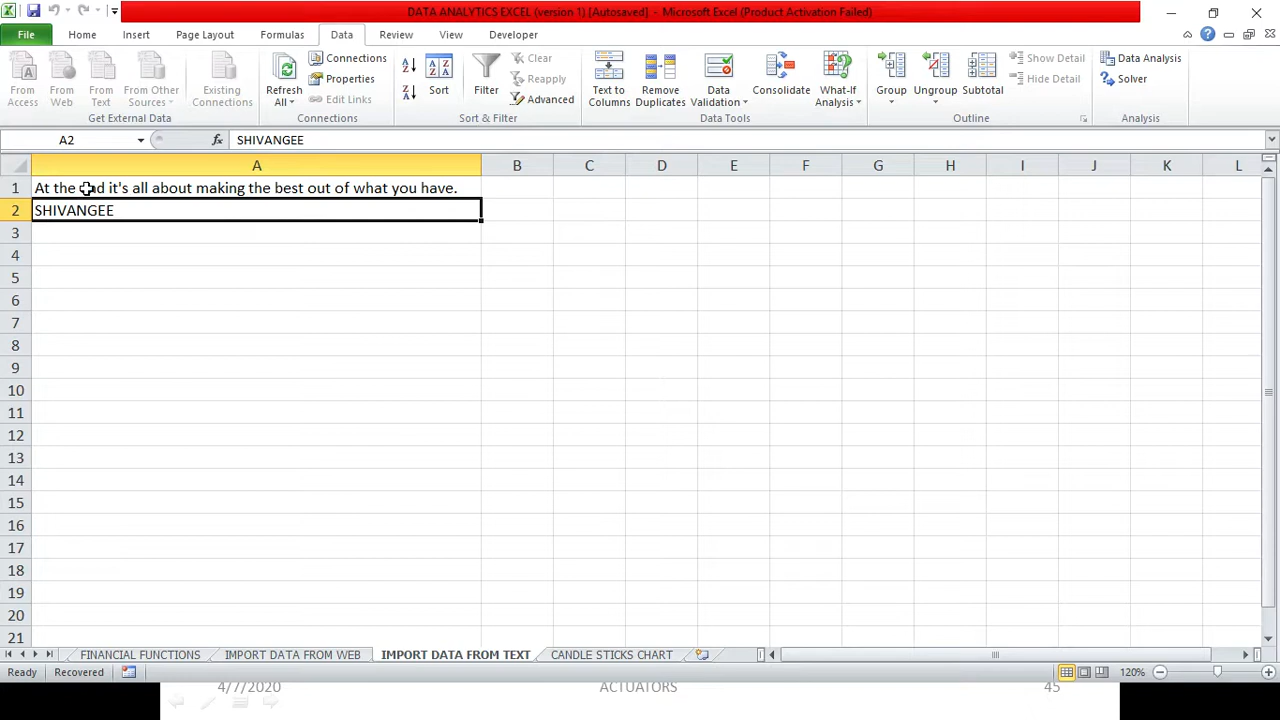 DATA ANALYTICS EXCEL (version 1) [Autosaved] - Microsoft Excel (Product Activation Failed)
File Home Insert Page Layout Formulas Data Review View Developer
From Access
From Web
From Text
From Other Sources
Existing Connections
Get External Data
Refresh All
Connections
Properties
Edit Links
Connections
Sort
Filter
Clear
Reapply
Advanced
Sort & Filter
Text to Columns
Remove Duplicates
Data Validation
Consolidate
What-If Analysis
Data Tools
Group
Ungroup
Subtotal
Show Detail
Hide Detail
Outline
Data Analysis
Solver
Analysis
A2 fx SHIVANGEE
A B C D E F G H I J K L
1 At the end it's all about making the best out of what you have.
2 SHIVANGEE
3
4
5
6
7
8
9
10
11
12
13
14
15
16
17
18
19
20
21
FINANCIAL FUNCTIONS IMPORT DATA FROM WEB IMPORT DATA FROM TEXT CANDLE STICKS CHART
Ready Recovered 120%
4/7/2020 ACTUATORS 45